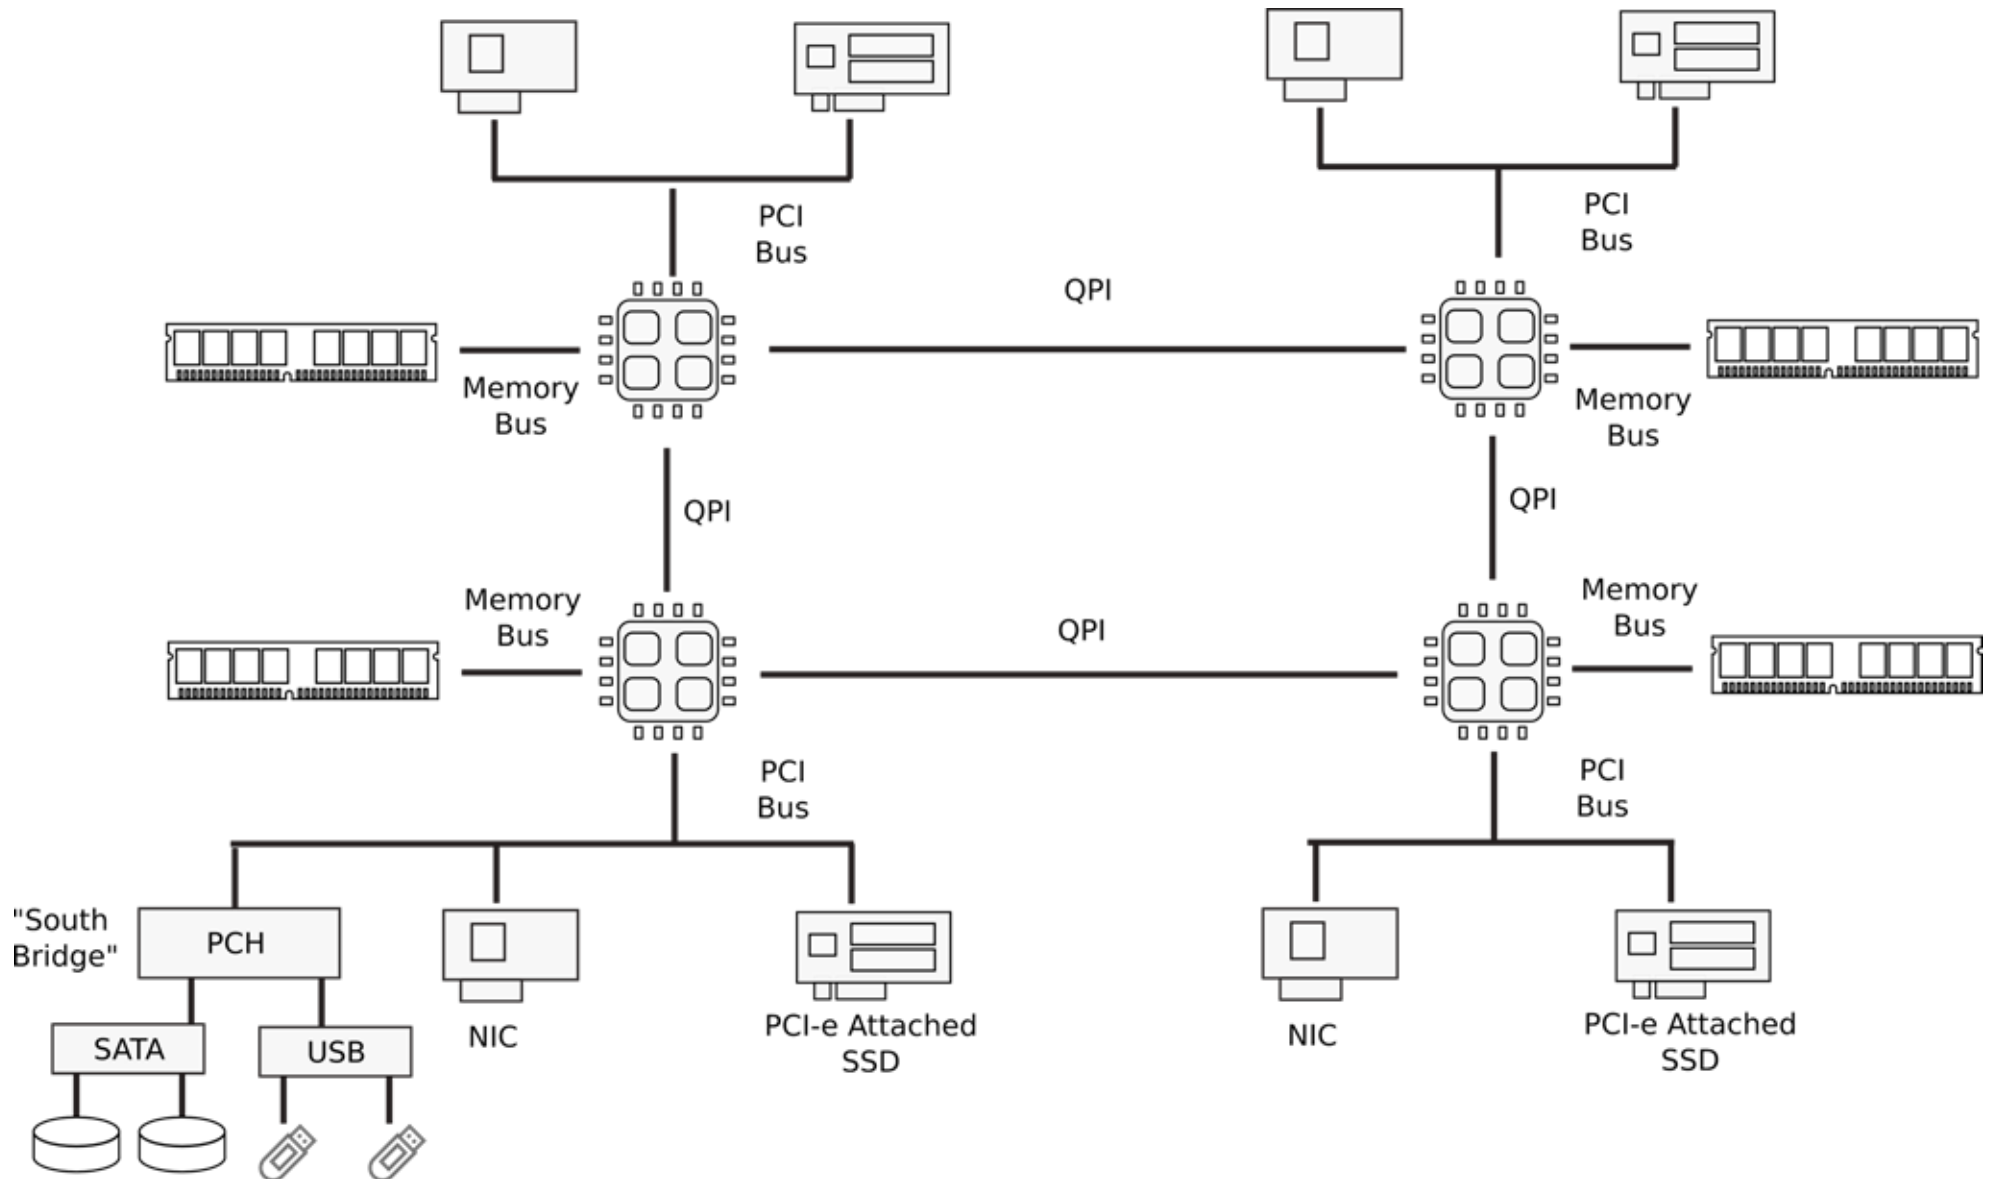 PCI
Bus
PCI
Bus
QPI
Memory
Bus
Memory
Bus
QPI
QPI
Memory
Bus
QPI
Memory
Bus
PCI
Bus
PCI
Bus
"South
Bridge"
PCH
SATA
USB
NIC
PCI-e Attached
SSD
NIC
PCI-e Attached
SSD